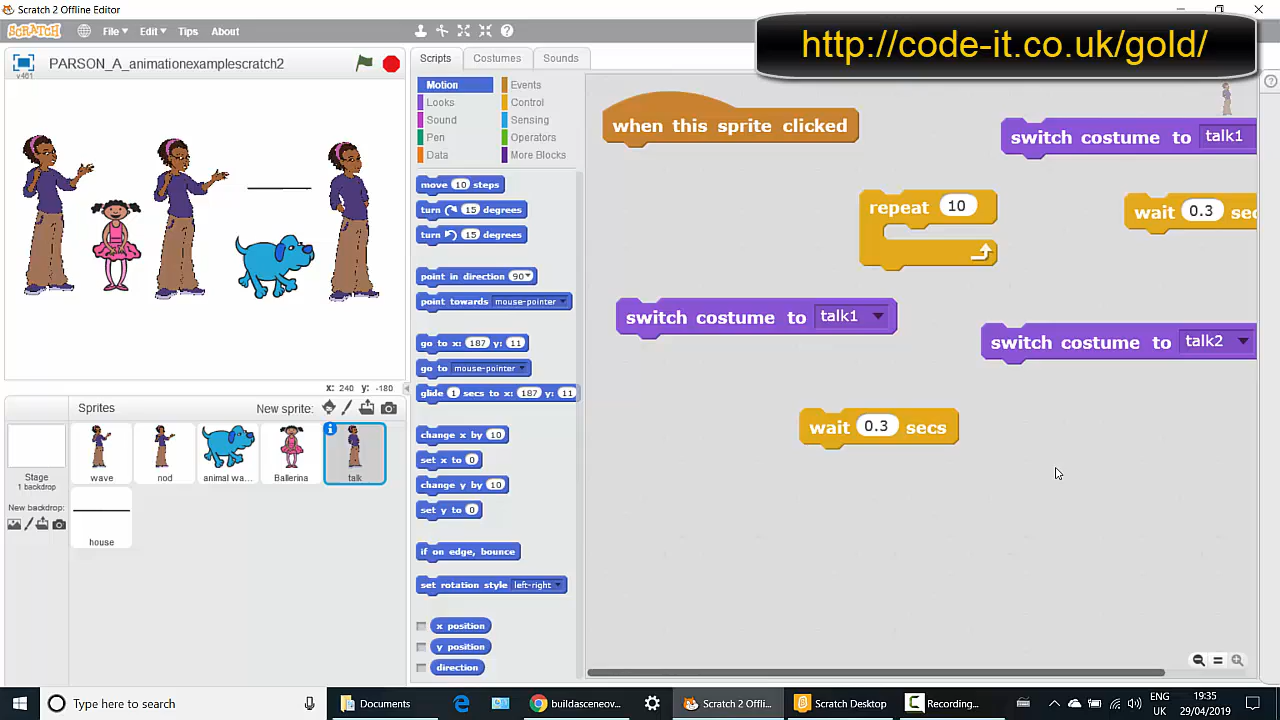 Scratch 2 Offline Editor
SCRATCH
File
Edit
Tips
About
http://code-it.co.uk/gold/
v461
PARSON_A_animationexamplescratch2
x: 240 y: -180
Sprites
New sprite:
Stage
1 backdrop
New backdrop:
wave
nod
animal wa...
Ballerina
talk
house
Scripts
Costumes
Sounds
Motion
Looks
Sound
Pen
Data
Events
Control
Sensing
Operators
More Blocks
move 10 steps
turn 15 degrees
turn 15 degrees
point in direction 90
point towards mouse-pointer
go to x: 187 y: 11
go to mouse-pointer
glide 1 secs to x: 187 y: 11
change x by 10
set x to 0
change y by 10
set y to 0
if on edge, bounce
set rotation style left-right
x position
y position
direction
when this sprite clicked
switch costume to talk1
repeat 10
wait 0.3 sec
switch costume to talk1
switch costume to talk2
wait 0.3 secs
Type here to search
Documents
buildasceneov...
Scratch 2 Offli...
Scratch Desktop
Recording...
ENG
UK
19:35
29/04/2019